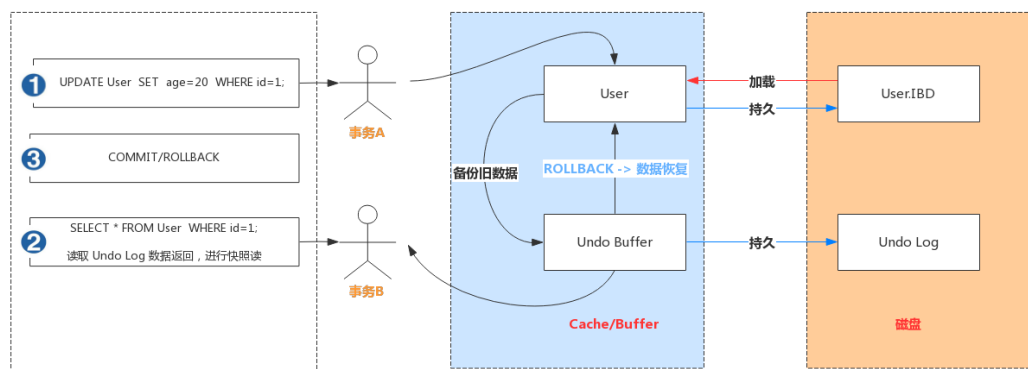 1
UPDATE User SET age=20 WHERE id=1;
事务A
3
COMMIT/ROLLBACK
2
SELECT * FROM User WHERE id=1;
读取 Undo Log 数据返回，进行快照读
事务B
User
备份旧数据
ROLLBACK -> 数据恢复
Undo Buffer
Cache/Buffer
加载
持久
持久
User.IBD
Undo Log
磁盘